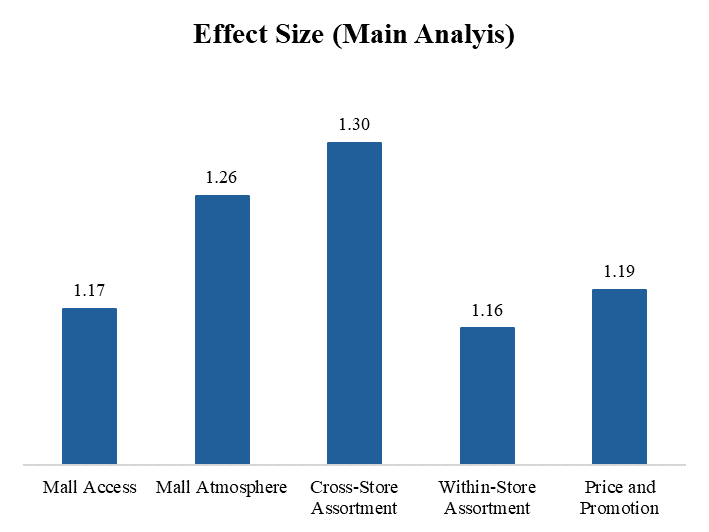 Effect Size (Main Analyis)
1.30
1.26
1.19
1.17
1.16
Mall Access
Mall Atmosphere
Cross-Store
Assortment
Within-Store
Assortment
Price and
Promotion